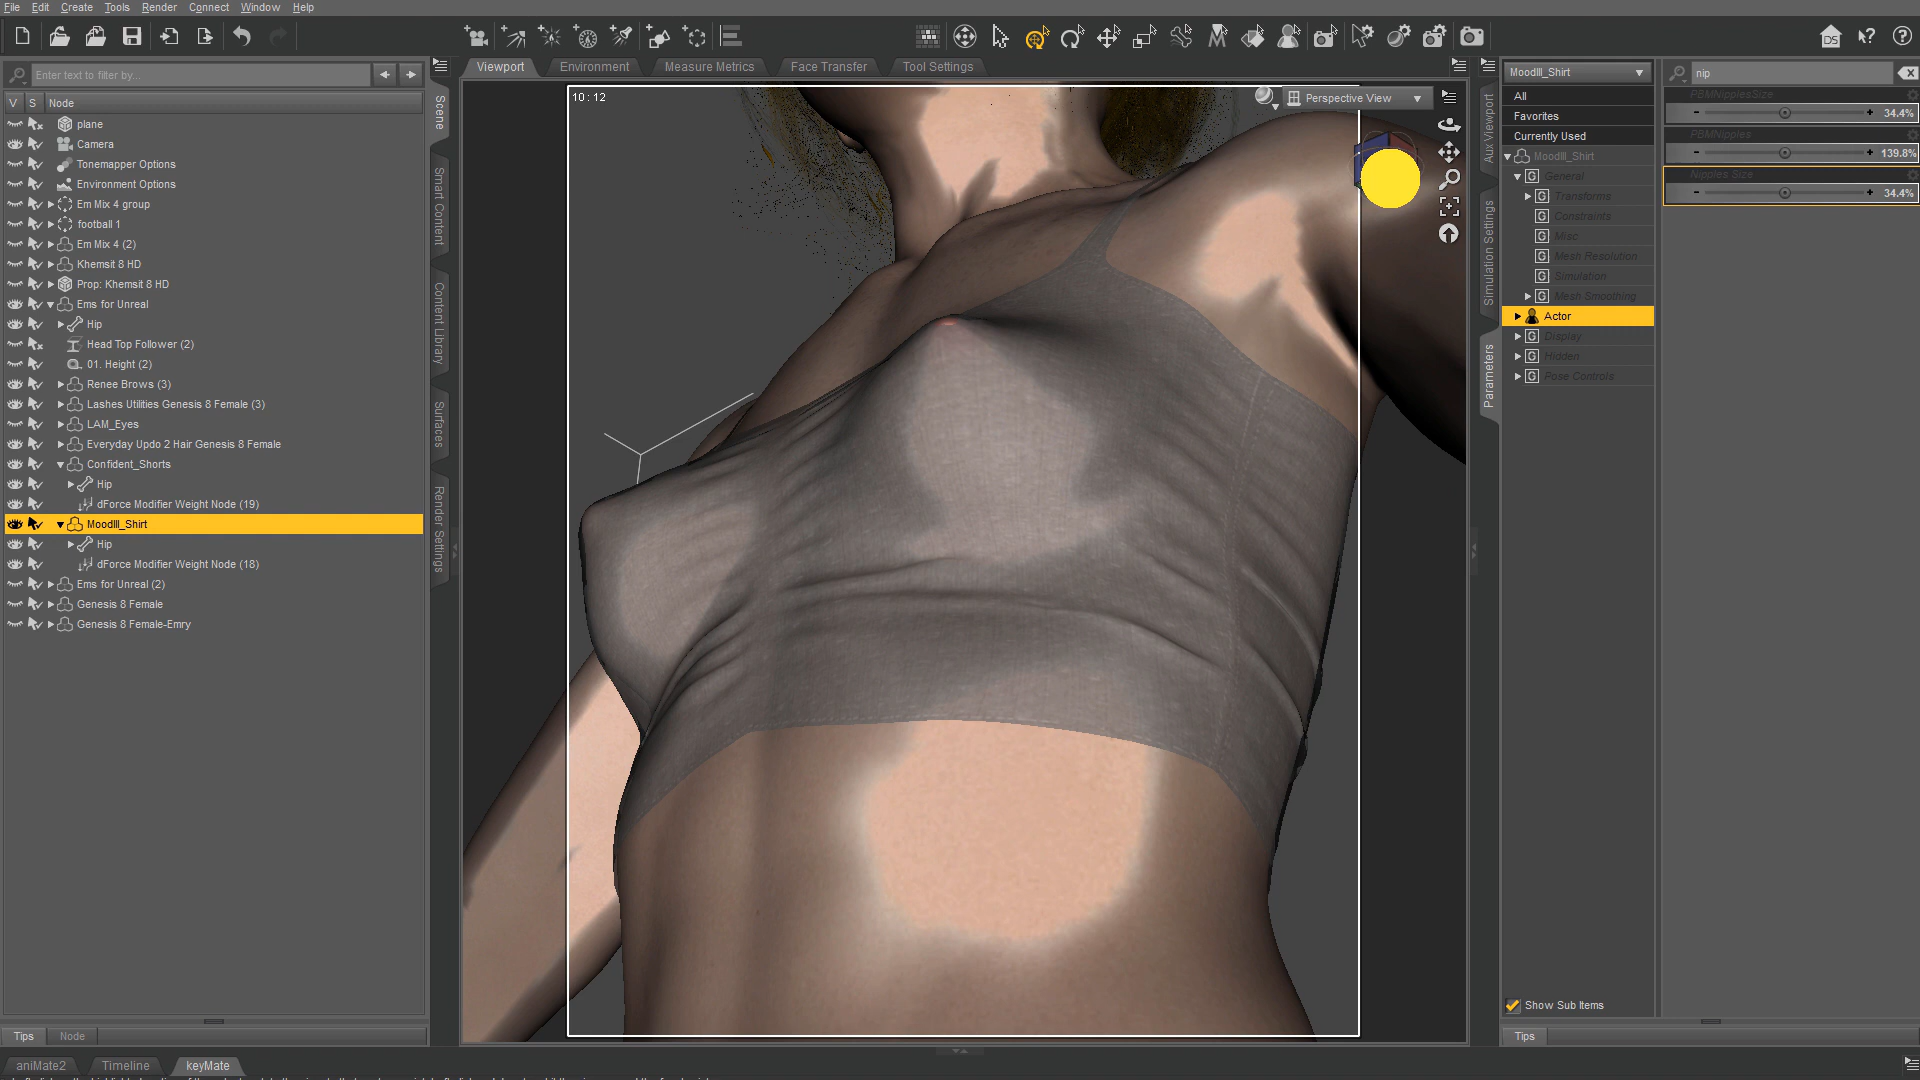 File Edit Create Tools Render Connect Window Help
Enter text to filter by...
V S Node
plane
Camera
Tonemapper Options
Environment Options
Em Mix 4 group
football 1
Em Mix 4 (2)
Khemsit 8 HD
Prop: Khemsit 8 HD
Ems for Unreal
Hip
Head Top Follower (2)
01. Height (2)
Renee Brows (3)
Lashes Utilities Genesis 8 Female (3)
LAM_Eyes
Everyday Updo 2 Hair Genesis 8 Female
Confident_Shorts
Hip
dForce Modifier Weight Node (19)
MoodIII_Shirt
Hip
dForce Modifier Weight Node (18)
Ems for Unreal (2)
Genesis 8 Female
Genesis 8 Female-Emry
Tips Node
aniMate2 Timeline keyMate
Scene
Smart Content
Content Library
Surfaces
Render Settings
Viewport Environment Measure Metrics Face Transfer Tool Settings
10 : 12
Perspective View
Aux Viewport
Simulation Settings
Parameters
DS
MoodIII_Shirt
All
Favorites
Currently Used
MoodIII_Shirt
G General
G Transforms
G Constraints
G Misc
G Mesh Resolution
G Simulation
G Mesh Smoothing
Actor
G Display
G Hidden
G Pose Controls
Show Sub Items
Tips
nip
PBMNipplesSize
34.4%
PBMNipples
139.8%
Nipples Size
34.4%